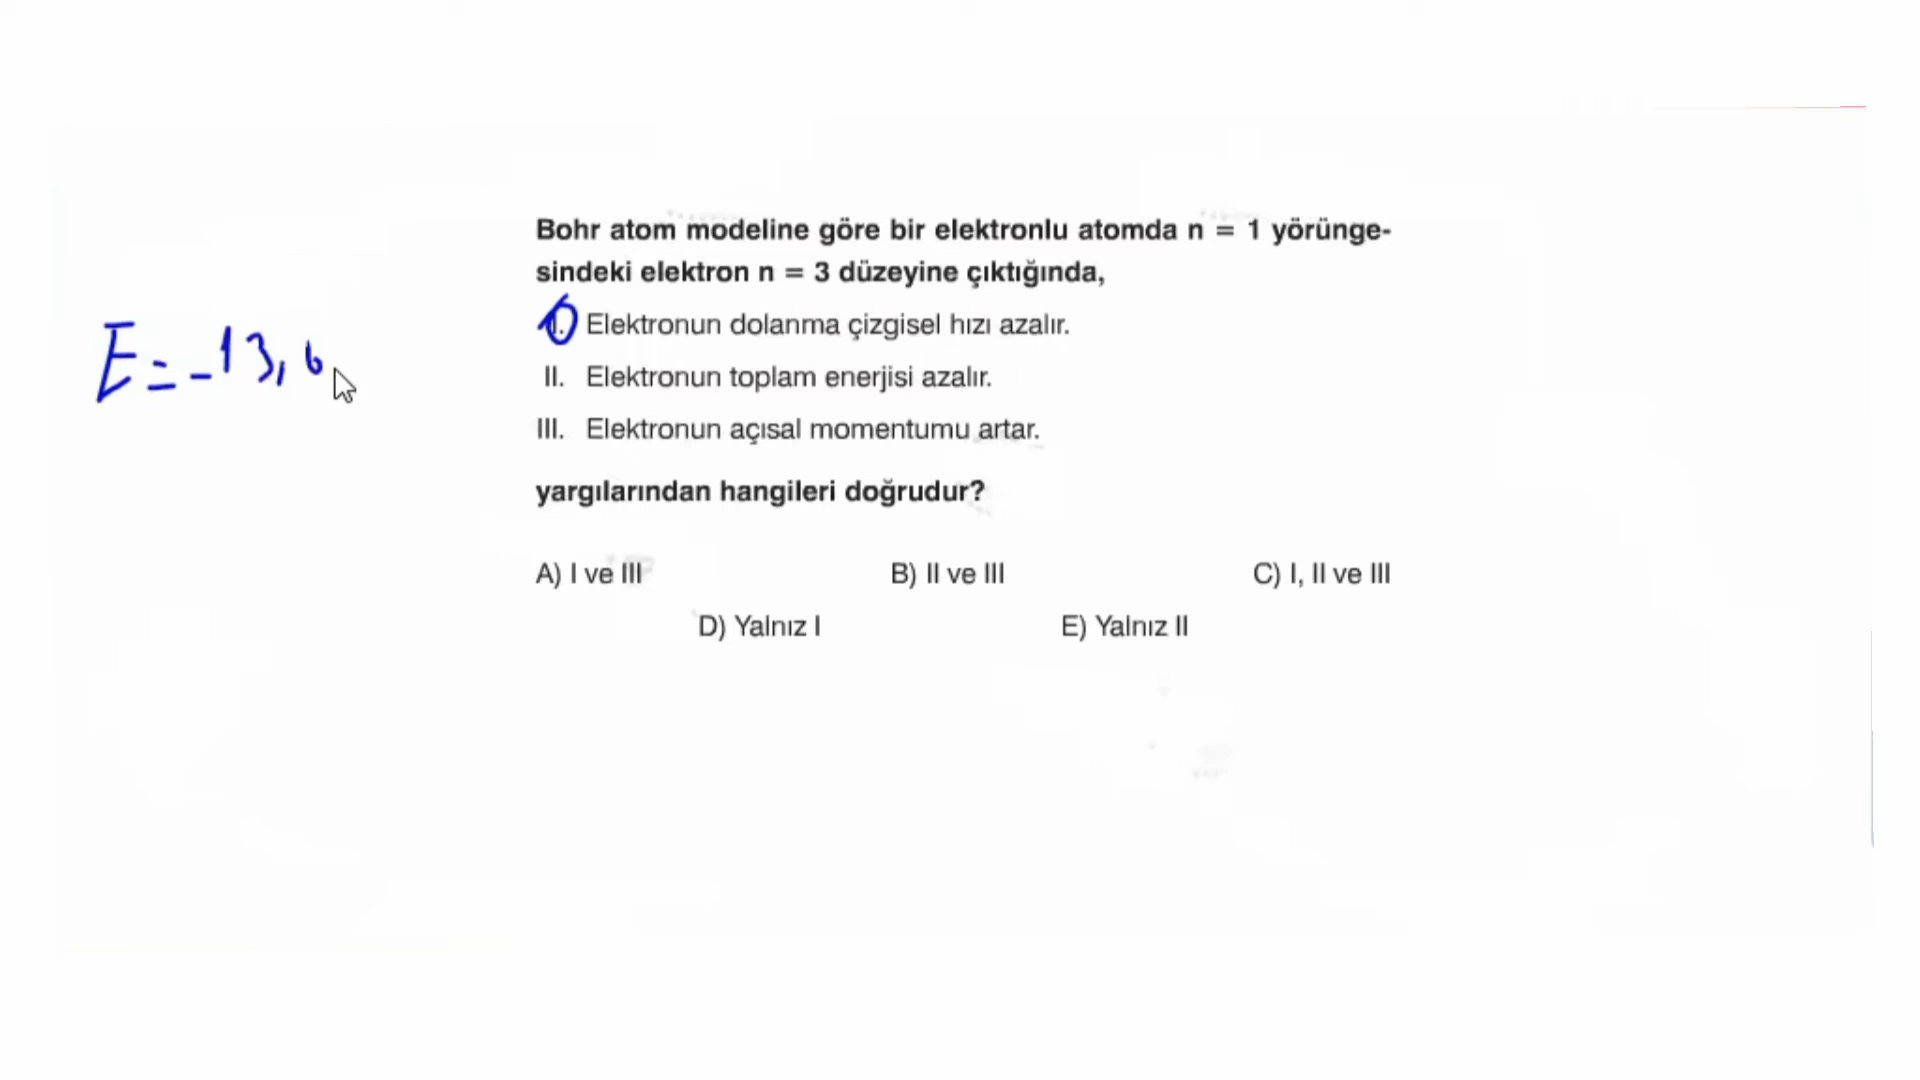 Bohr atom modeline göre bir elektronlu atomda n = 1 yörünge-
sindeki elektron n = 3 düzeyine çıktığında,
I. Elektronun dolanma çizgisel hızı azalır.
E = -13,6
II. Elektronun toplam enerjisi azalır.
III. Elektronun açısal momentumu artar.
yargılarından hangileri doğrudur?
A) I ve III B) II ve III C) I, II ve III
D) Yalnız I E) Yalnız II